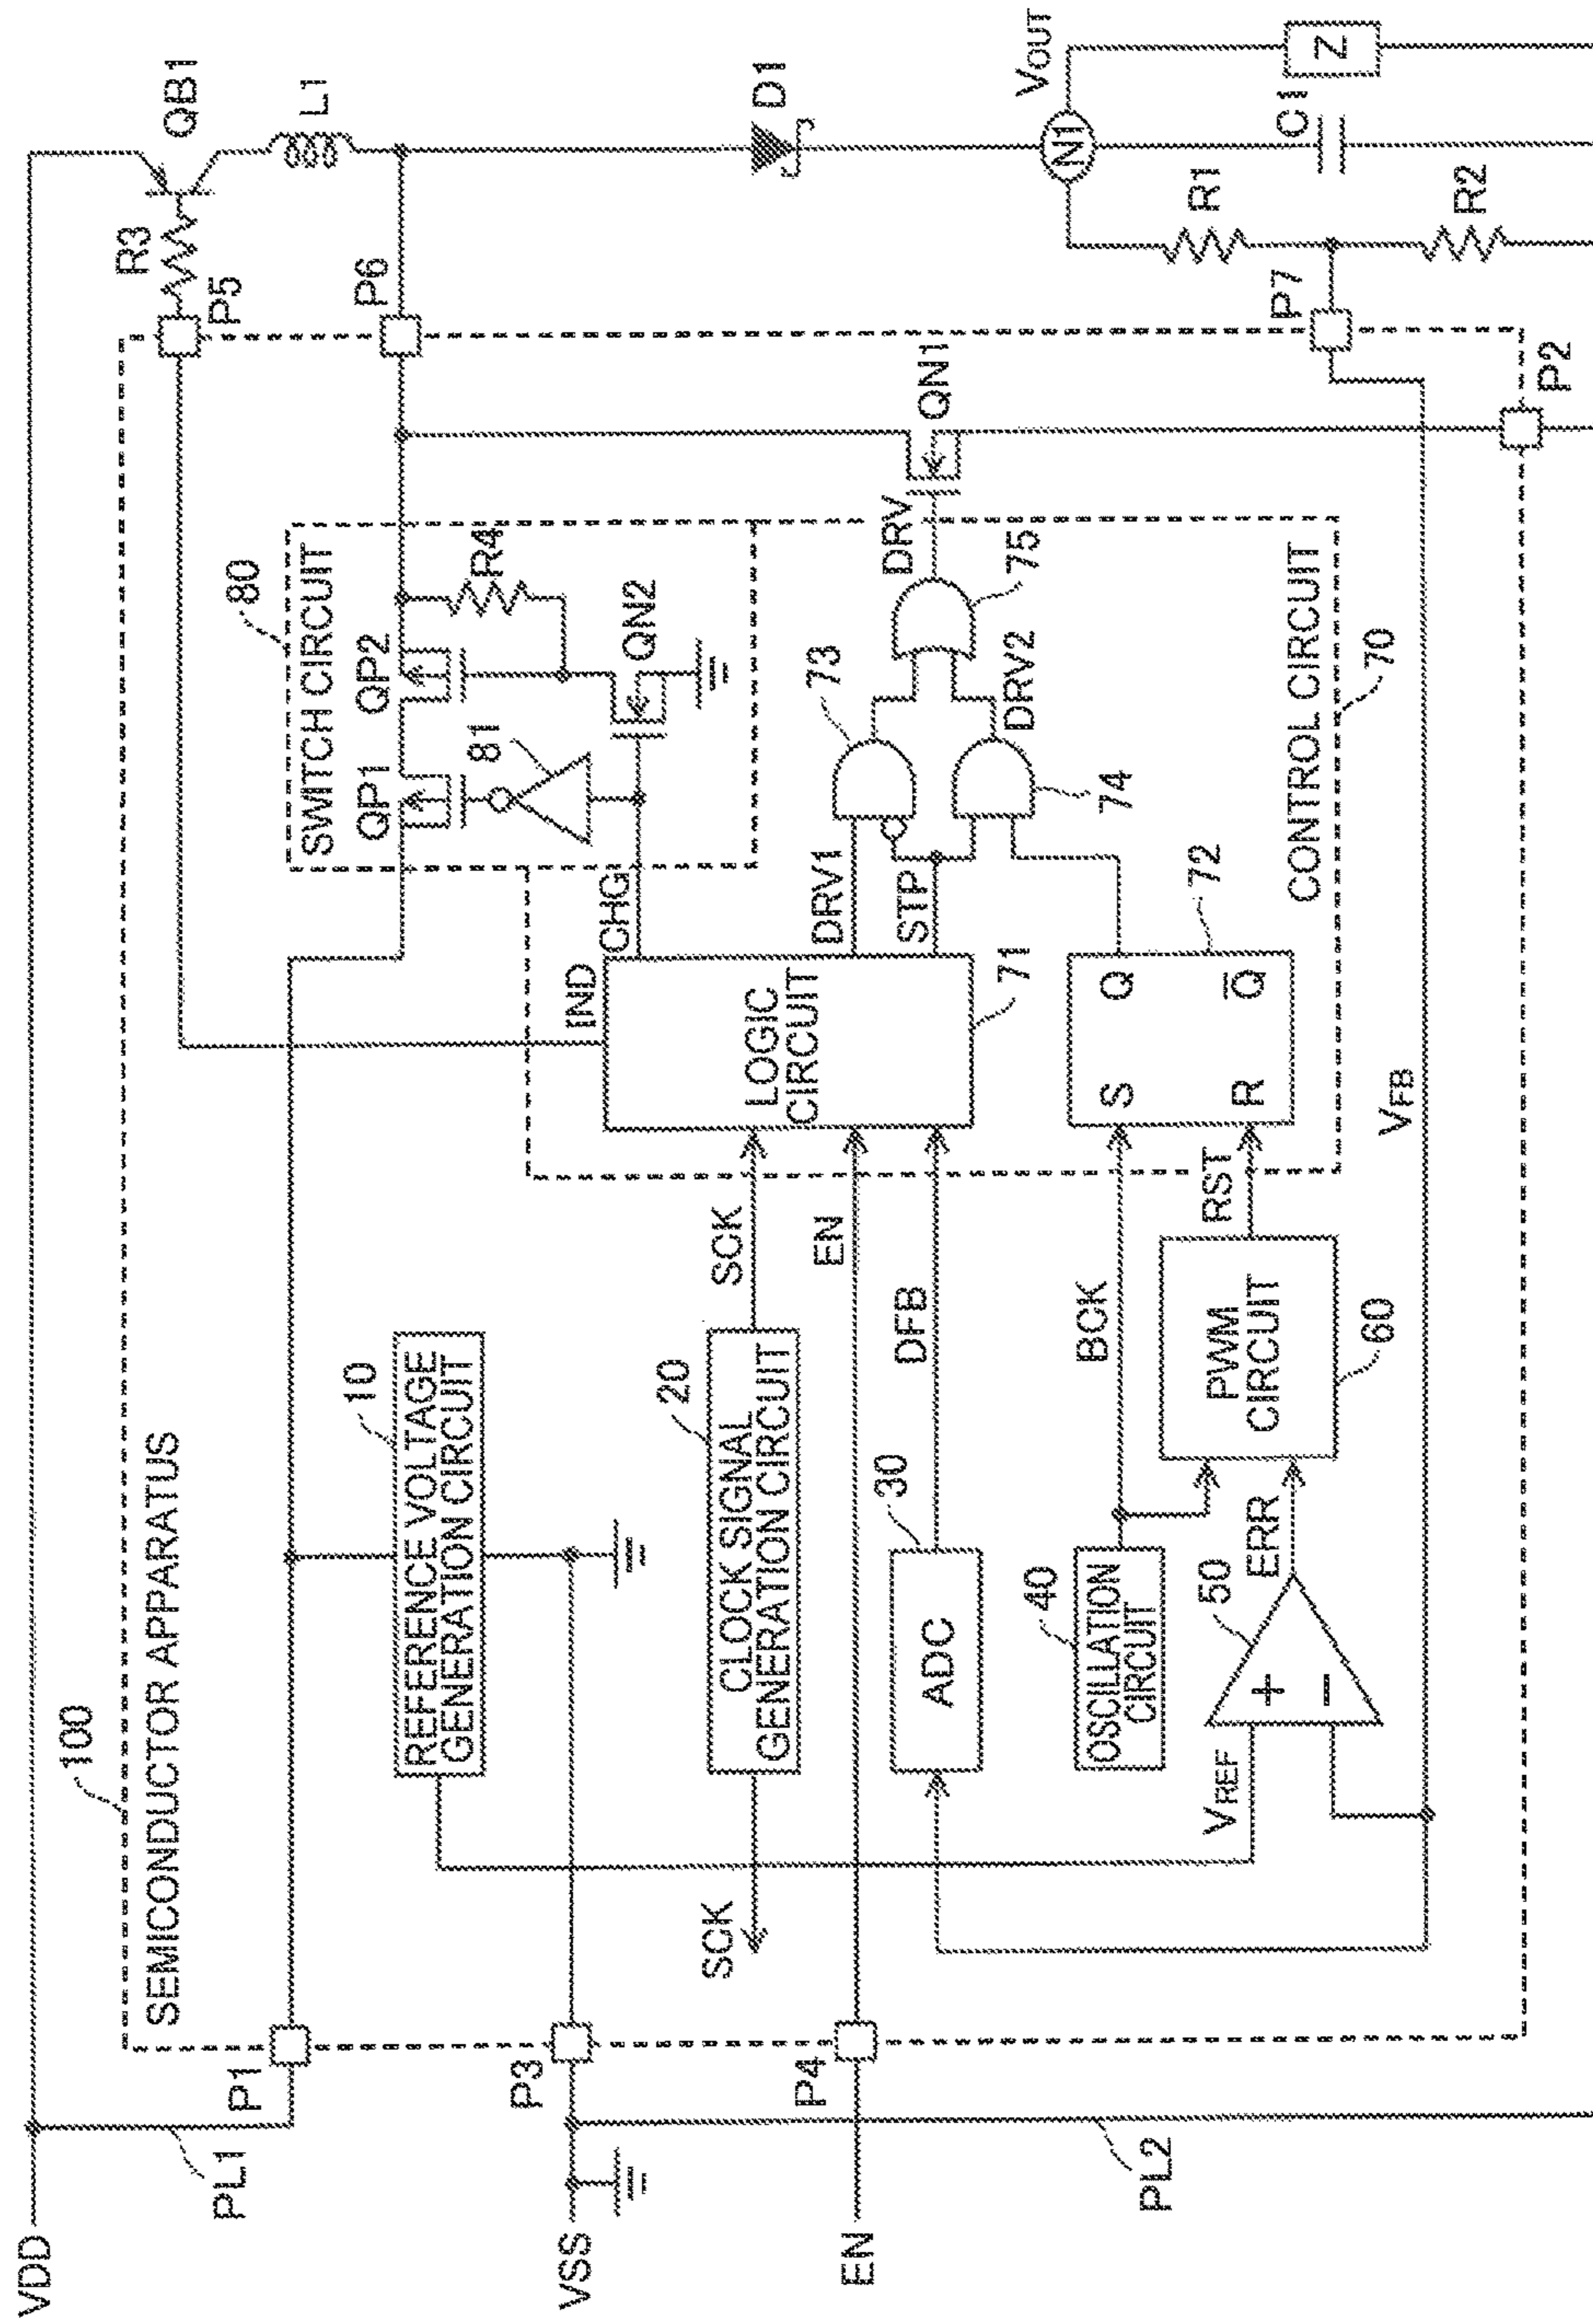 VDD
PL1
P1
100
SEMICONDUCTOR APPARATUS
80
SWITCH CIRCUIT
QP1
QP2
R4
81
QN2
R3
P5
P6
QB1
L1
10
REFERENCE VOLTAGE
GENERATION CIRCUIT
VSS
P3
SCK
20
CLOCK SIGNAL
GENERATION CIRCUIT
SCK
IND
CHG
LOGIC
CIRCUIT
71
DRV1
STP
73
74
DRV2
75
DRV
QN1
D1
EN
P4
EN
30
ADC
DFB
40
OSCILLATION
CIRCUIT
BCK
S
Q
R
Q̅
72
VREF
+
−
50
ERR
PWM
CIRCUIT
60
RST
CONTROL CIRCUIT
70
VFB
P7
R1
R2
N1
VOUT
C1
Z
PL2
P2